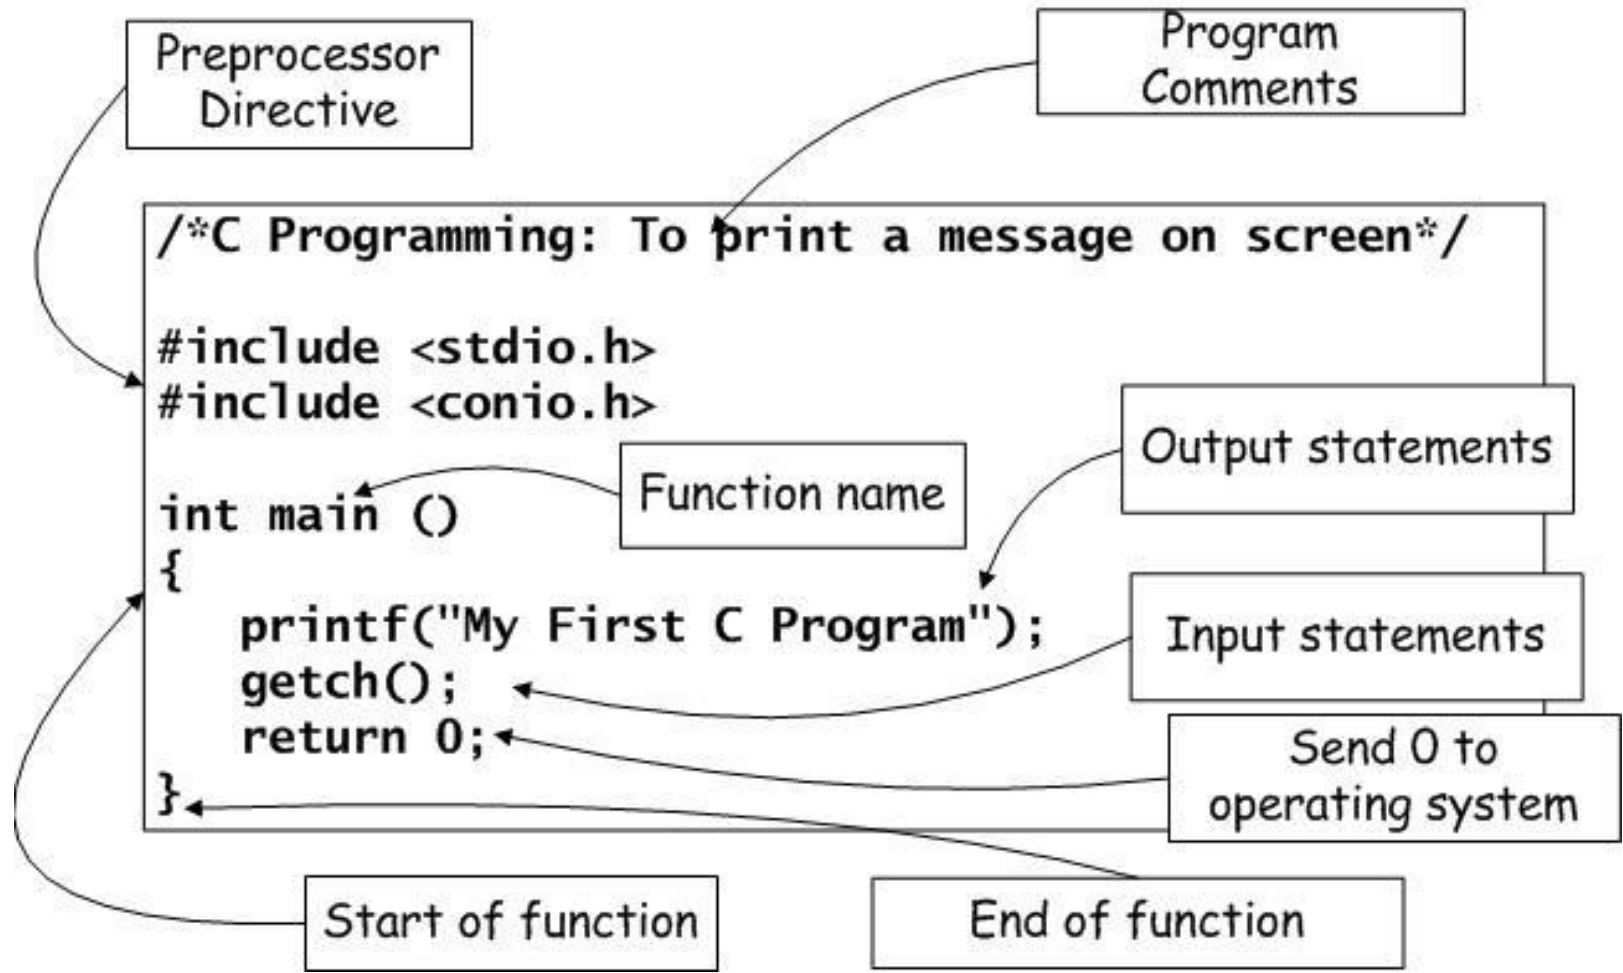 Preprocessor
Directive
Program
Comments
/*C Programming: To print a message on screen*/
#include <stdio.h>
#include <conio.h>
Output statements
Function name
int main ()
{
printf("My First C Program");
Input statements
getch();
return 0;
Send 0 to
operating system
}
Start of function
End of function